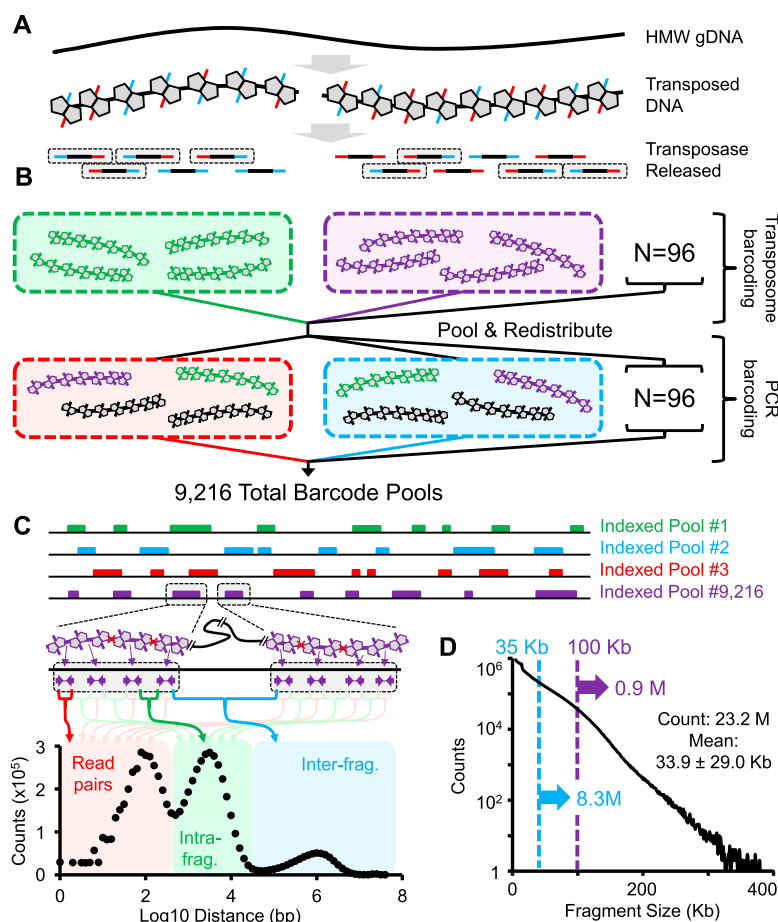 A
HMW gDNA
Transposed
DNA
Transposase
Released
B
N=96
Transposome
barcoding
Pool & Redistribute
N=96
PCR
barcoding
9,216 Total Barcode Pools
C
Indexed Pool #1
Indexed Pool #2
Indexed Pool #3
Indexed Pool #9,216
Counts (x10⁵)
3
2
1
0
Read
pairs
Intra-
frag.
Inter-frag.
0
2
4
6
8
Log10 Distance (bp)
D
35 Kb
100 Kb
Counts
10⁶
10⁴
10²
1
0.9 M
Count: 23.2 M
Mean:
33.9 ± 29.0 Kb
8.3M
0
100
200
300
400
Fragment Size (Kb)